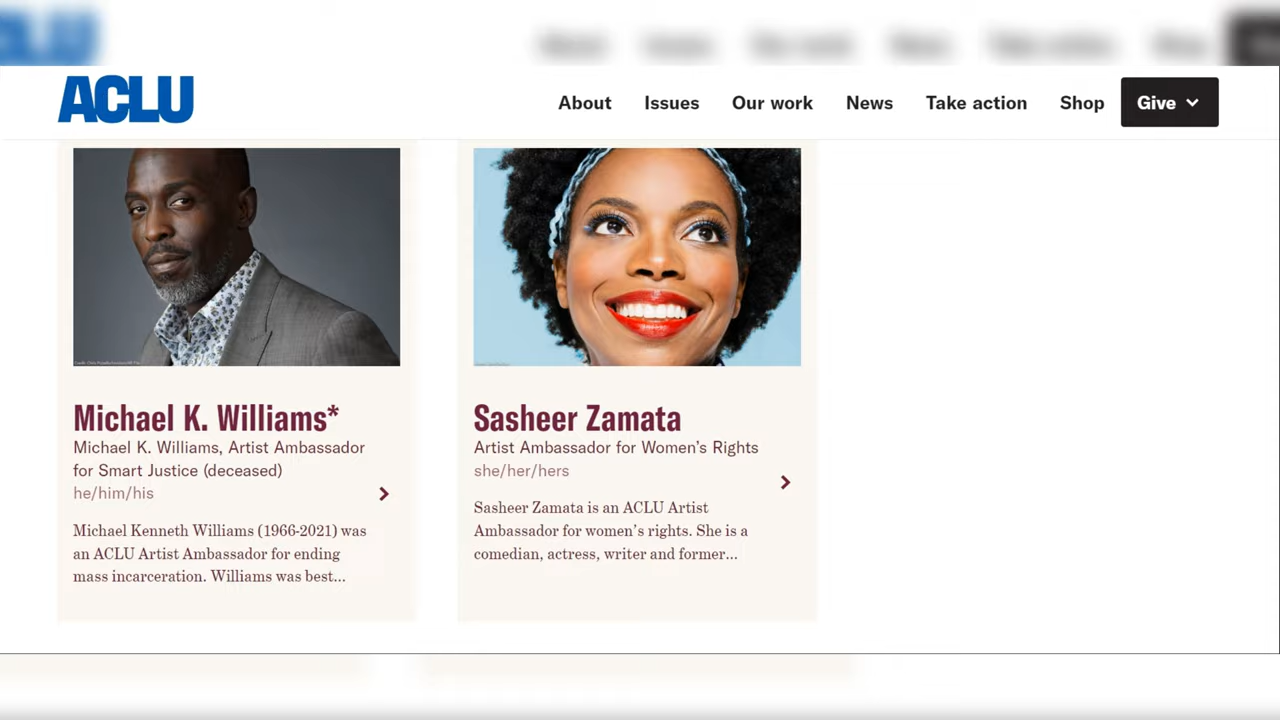 ACLU
About Issues Our work News Take action Shop Give
Michael K. Williams*
Michael K. Williams, Artist Ambassador
for Smart Justice (deceased)
he/him/his
Michael Kenneth Williams (1966-2021) was
an ACLU Artist Ambassador for ending
mass incarceration. Williams was best...
Sasheer Zamata
Artist Ambassador for Women’s Rights
she/her/hers
Sasheer Zamata is an ACLU Artist
Ambassador for women’s rights. She is a
comedian, actress, writer and former...